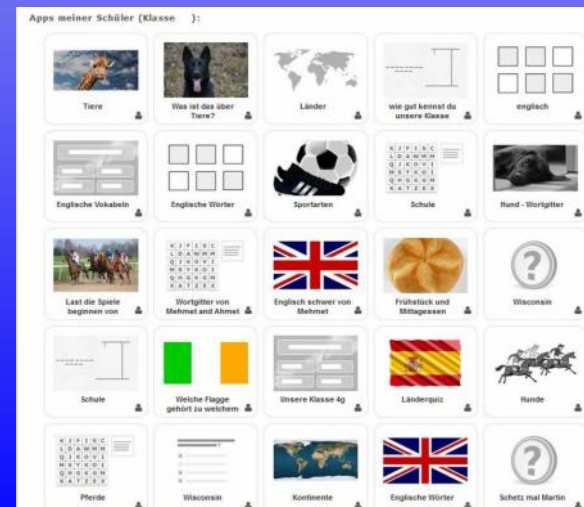 Apps meiner Schüler (Klasse ):
Tiere
Was ist das über
Tiere?
Länder
wie gut kennst du
unsere Klasse
englisch
Englische Vokabeln
Englische Wörter
Sportarten
Schule
Hund - Wortgitter
Last die Spiele
beginnen von
Wortgitter von
Mehmet and Ahmet
Englisch schwer von
Mehmet
Frühstück und
Mittagessen
Wisconsin
Schule
Welche Flagge
gehört zu welchem
Unsere Klasse 4g
Länderquiz
Hunde
Pferde
Wisconsin
Kontinente
Englische Wörter
Schetz mal Martin